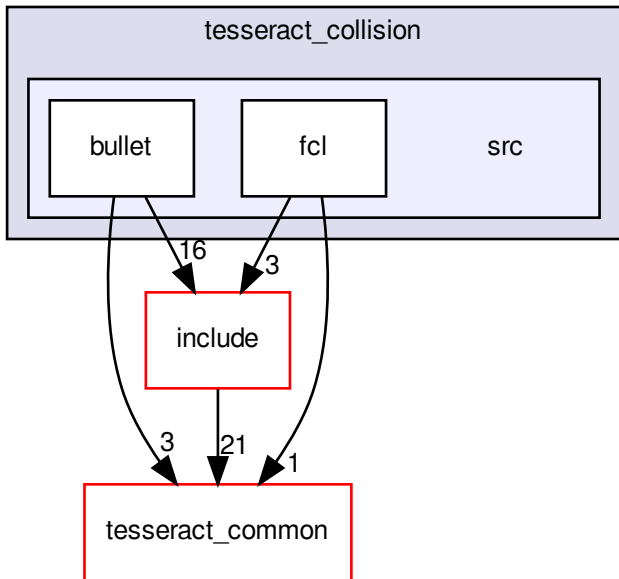 tesseract_collision
bullet
fcl
src
16
3
include
3
21
1
tesseract_common